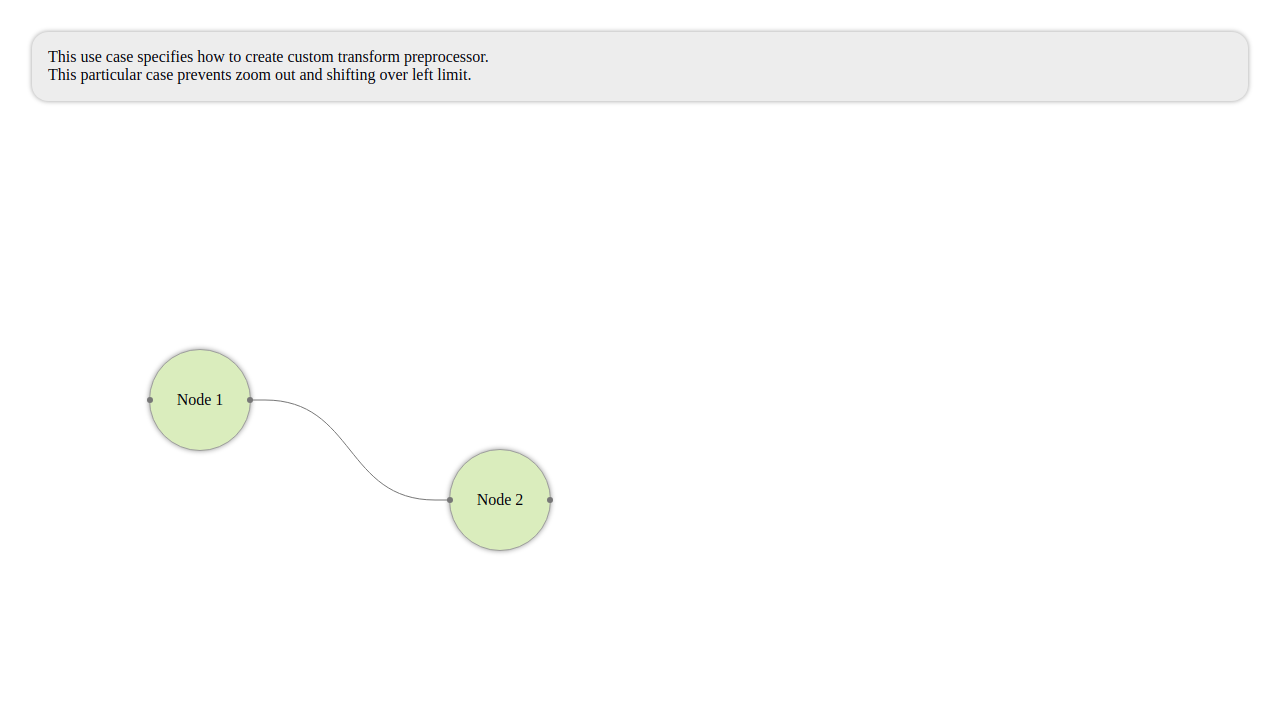 This use case specifies how to create custom transform preprocessor.
This particular case prevents zoom out and shifting over left limit.
Node 1
Node 2